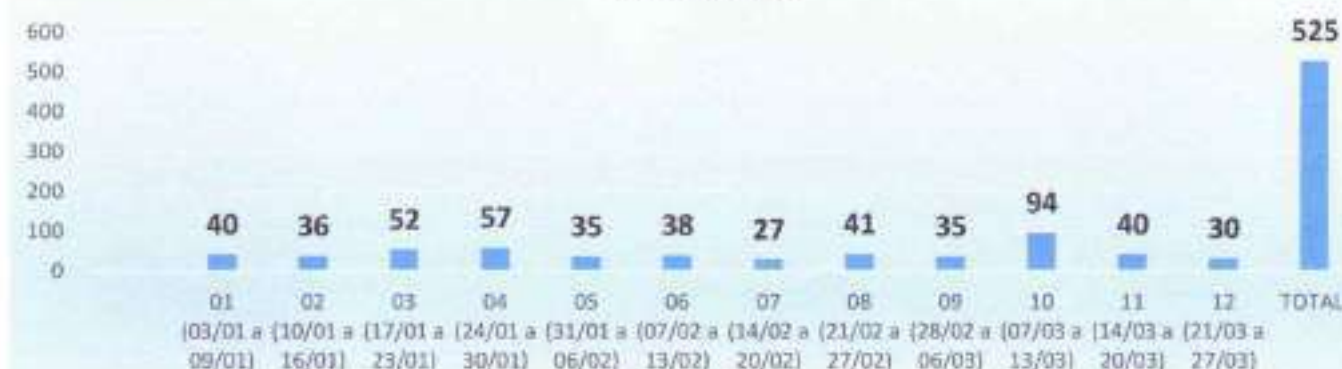 600
525
500
400
300
200
100
0
40 36 52 57 35 38 27 41 35 94 40 30
01 02 03 04 05 06 07 08 09 10 11 12 TOTAL
(03/01 a (10/01 a (17/01 a (24/01 a (31/01 a (07/02 a (14/02 a (21/02 a (28/02 a (07/03 a (14/03 a (21/03 a
09/01) 16/01) 23/01) 30/01) 06/02) 13/02) 20/02) 27/02) 06/03) 13/03) 20/03) 27/03)